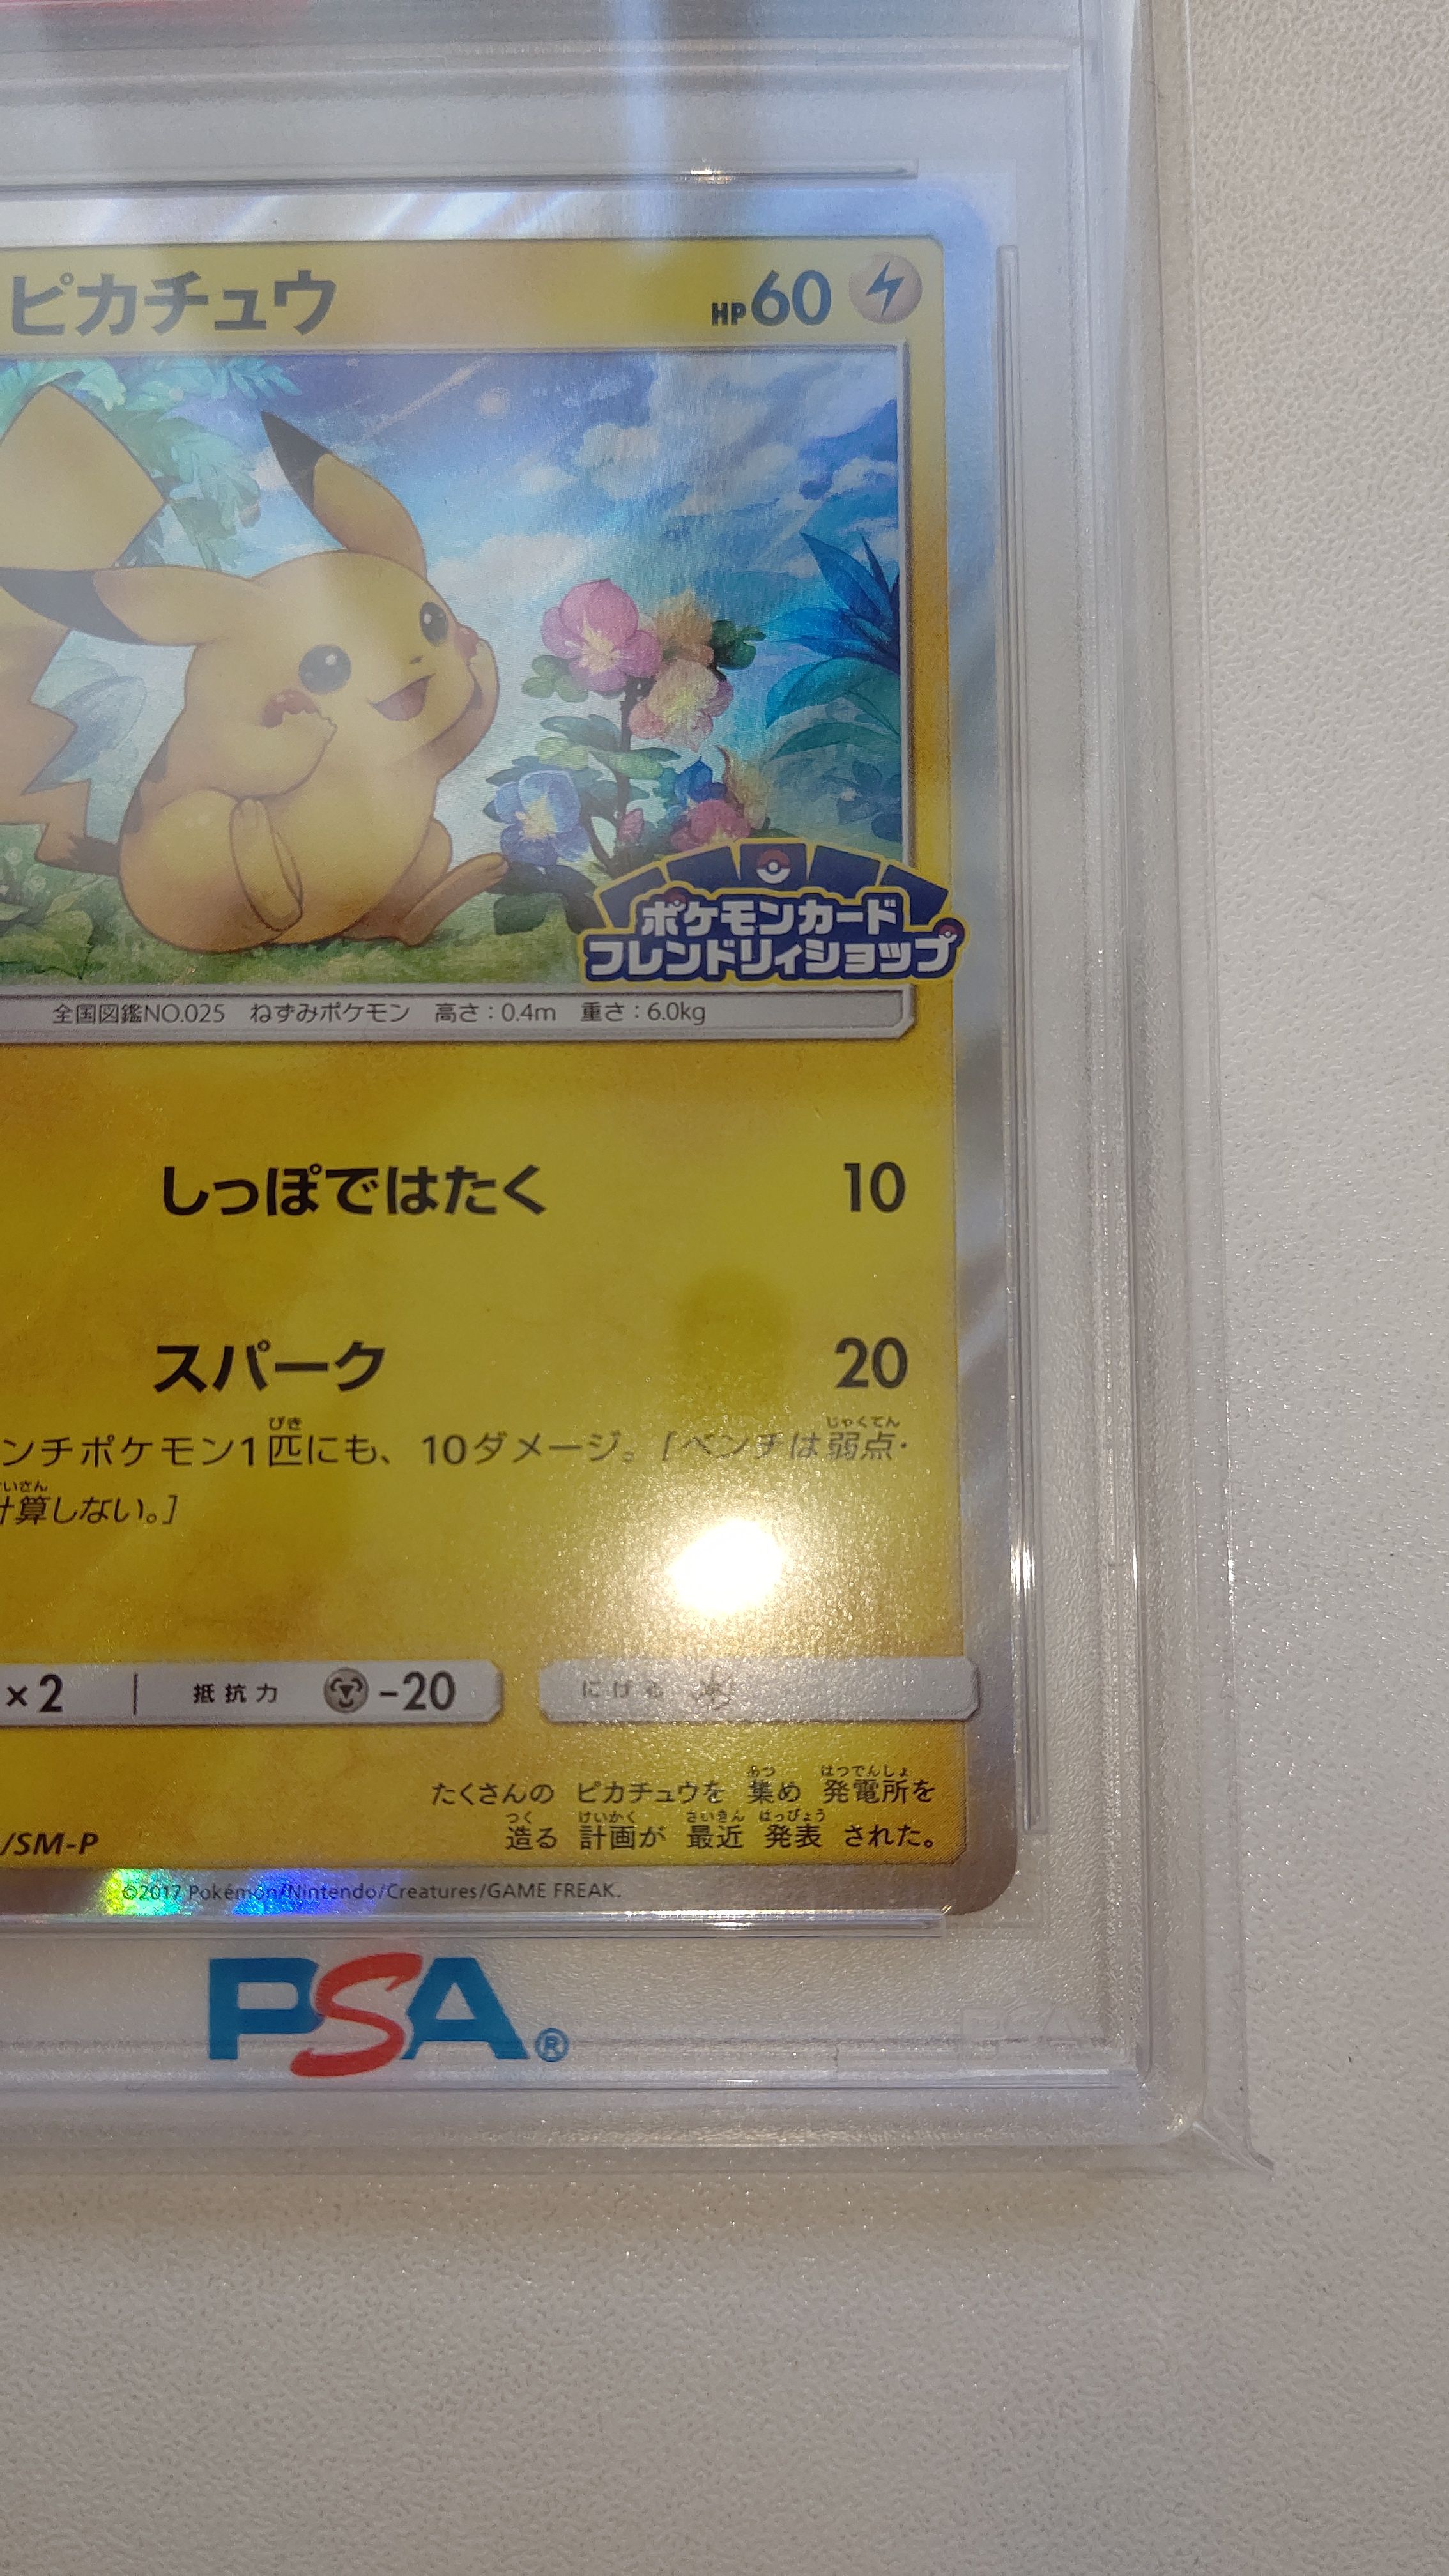 ピカチュウ HP60
ポケモンカード
フレンドリィショップ
全国図鑑NO.025 ねずみポケモン 高さ:0.4m 重さ:6.0kg
しっぽではたく 10
スパーク 20
ンチポケモン1匹にも、10ダメージ。[ベンチは弱点・
計算しない。]
×2 抵抗力 -20 にげる
たくさんの ピカチュウを 集め 発電所を
造る 計画が 最近 発表 された。
/SM-P
©2017 Pokémon/Nintendo/Creatures/GAME FREAK.
PSA®